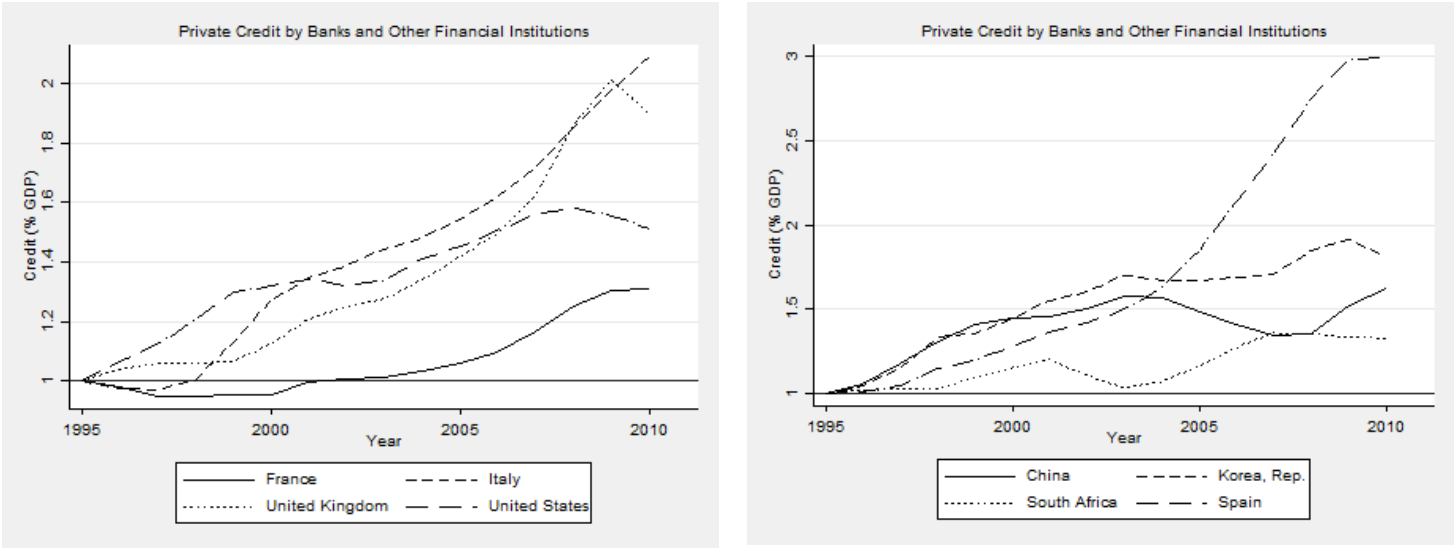 Private Credit by Banks and Other Financial Institutions
Credit (% GDP)
2
1.8
1.6
1.4
1.2
1
1995 2000 2005 2010
Year
France Italy
United Kingdom United States
Private Credit by Banks and Other Financial Institutions
Credit (% GDP)
3
2.5
2
1.5
1
1995 2000 2005 2010
Year
China Korea, Rep.
South Africa Spain